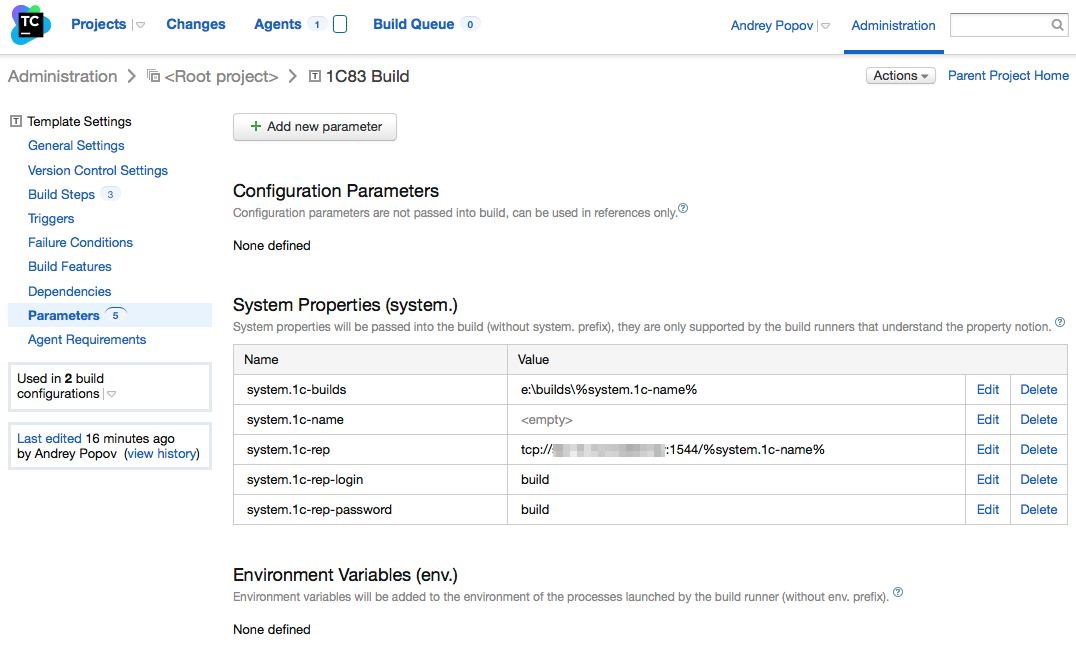 TC
Projects Changes Agents 1 Build Queue 0 Andrey Popov Administration
Administration <Root project> T 1C83 Build Actions Parent Project Home
T Template Settings
General Settings
Version Control Settings
Build Steps 3
Triggers
Failure Conditions
Build Features
Dependencies
Parameters 5
Agent Requirements
Used in 2 build
configurations
Last edited 16 minutes ago
by Andrey Popov (view history)
+ Add new parameter
Configuration Parameters
Configuration parameters are not passed into build, can be used in references only. ?
None defined
System Properties (system.)
System properties will be passed into the build (without system. prefix), they are only supported by the build runners that understand the property notion. ?
Name Value
system.1c-builds e:\builds\%system.1c-name% Edit Delete
system.1c-name <empty> Edit Delete
system.1c-rep tcp:// :1544/%system.1c-name% Edit Delete
system.1c-rep-login build Edit Delete
system.1c-rep-password build Edit Delete
Environment Variables (env.)
Environment variables will be added to the environment of the processes launched by the build runner (without env. prefix). ?
None defined